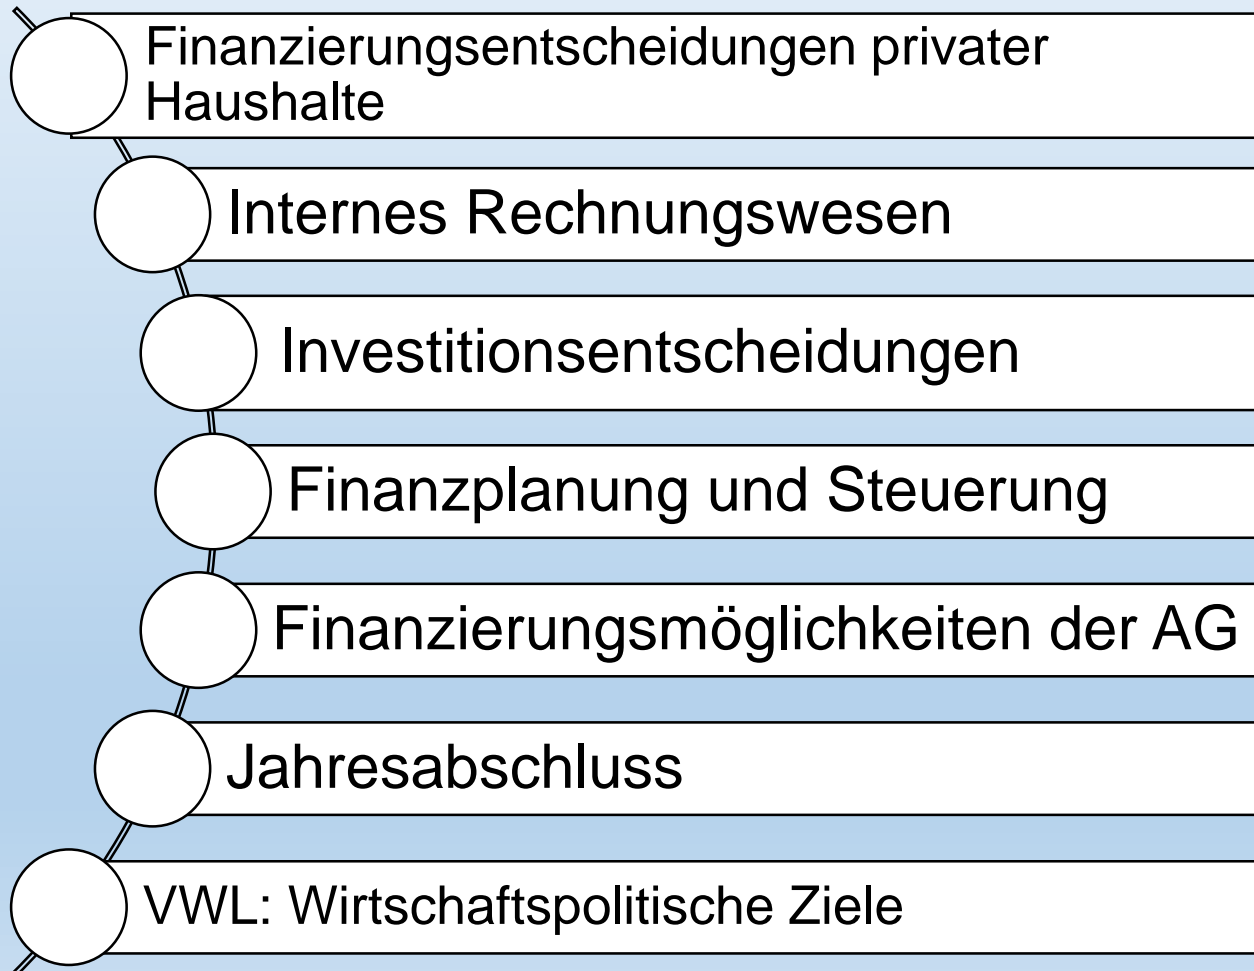 Finanzierungsentscheidungen privater
Haushalte
Internes Rechnungswesen
Investitionsentscheidungen
Finanzplanung und Steuerung
Finanzierungsmöglichkeiten der AG
Jahresabschluss
VWL: Wirtschaftspolitische Ziele